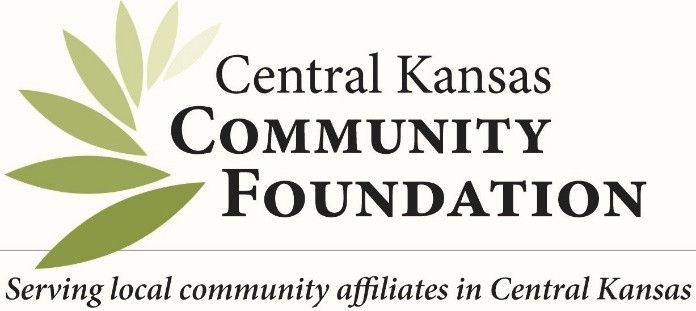 Central Kansas
COMMUNITY
FOUNDATION
Serving local community affiliates in Central Kansas